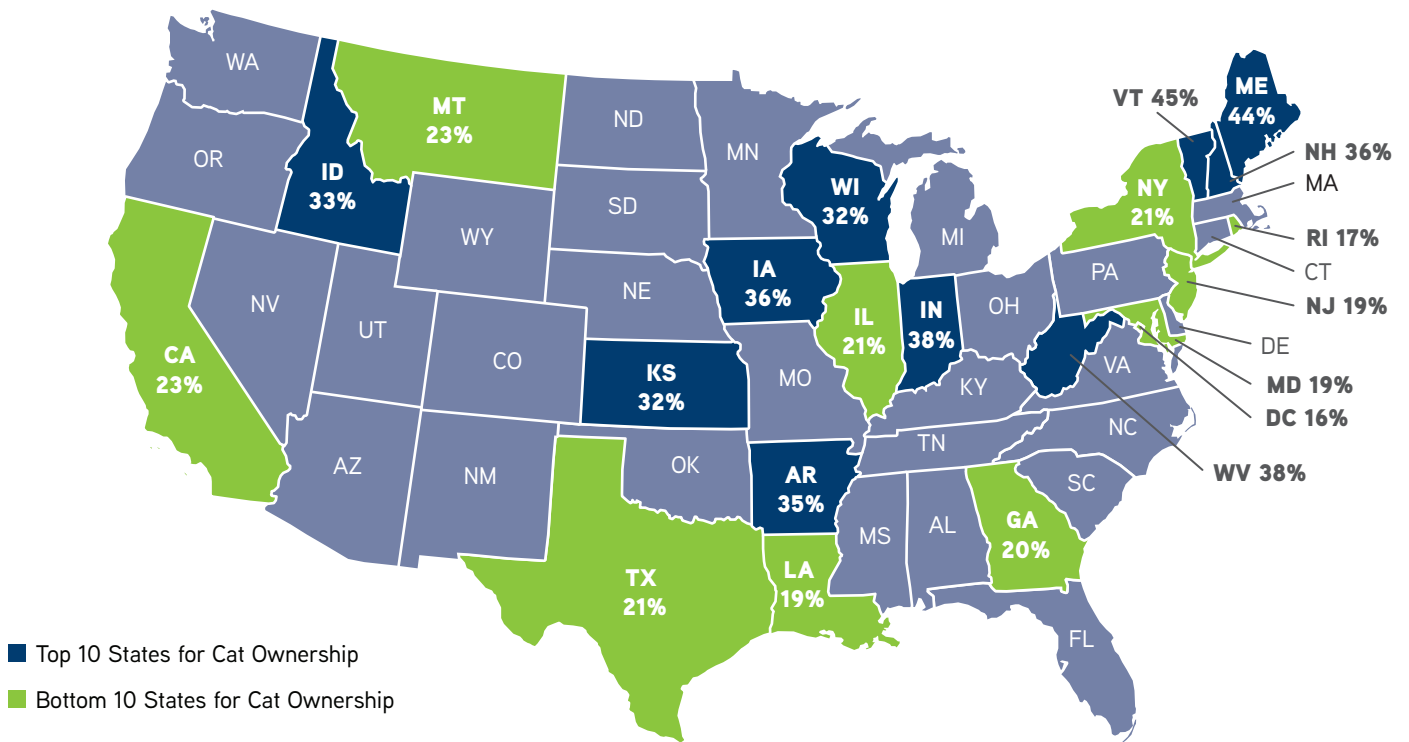 WA
MT
23%
ND
MN
VT 45%
ME
44%
OR
ID
33%
SD
WI
32%
NY
21%
NH 36%
MA
WY
MI
RI 17%
CT
NV
UT
NE
IA
36%
IL
21%
IN
38%
OH
PA
NJ 19%
DE
CA
23%
CO
KS
32%
MO
KY
VA
MD 19%
DC 16%
WV 38%
AZ
NM
OK
AR
35%
TN
NC
SC
TX
21%
LA
19%
MS
AL
GA
20%
FL
Top 10 States for Cat Ownership
Bottom 10 States for Cat Ownership